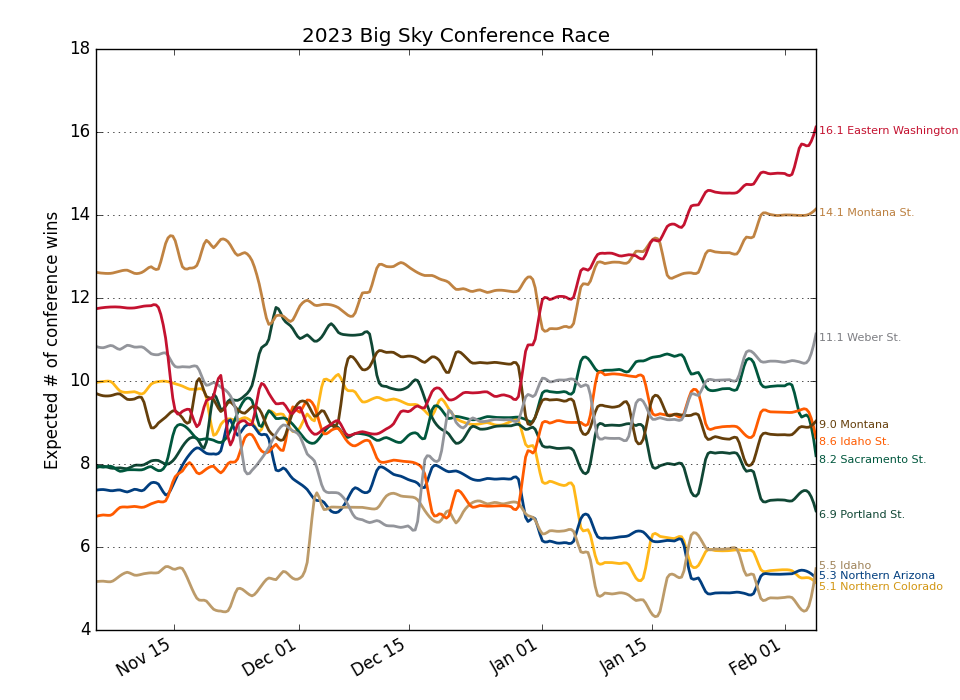 2023 Big Sky Conference Race
Expected # of conference wins
18
16
14
12
10
8
6
4
Nov 15
Dec 01
Dec 15
Jan 01
Jan 15
Feb 01
16.1 Eastern Washington
14.1 Montana St.
11.1 Weber St.
9.0 Montana
8.6 Idaho St.
8.2 Sacramento St.
6.9 Portland St.
5.5 Idaho
5.3 Northern Arizona
5.1 Northern Colorado